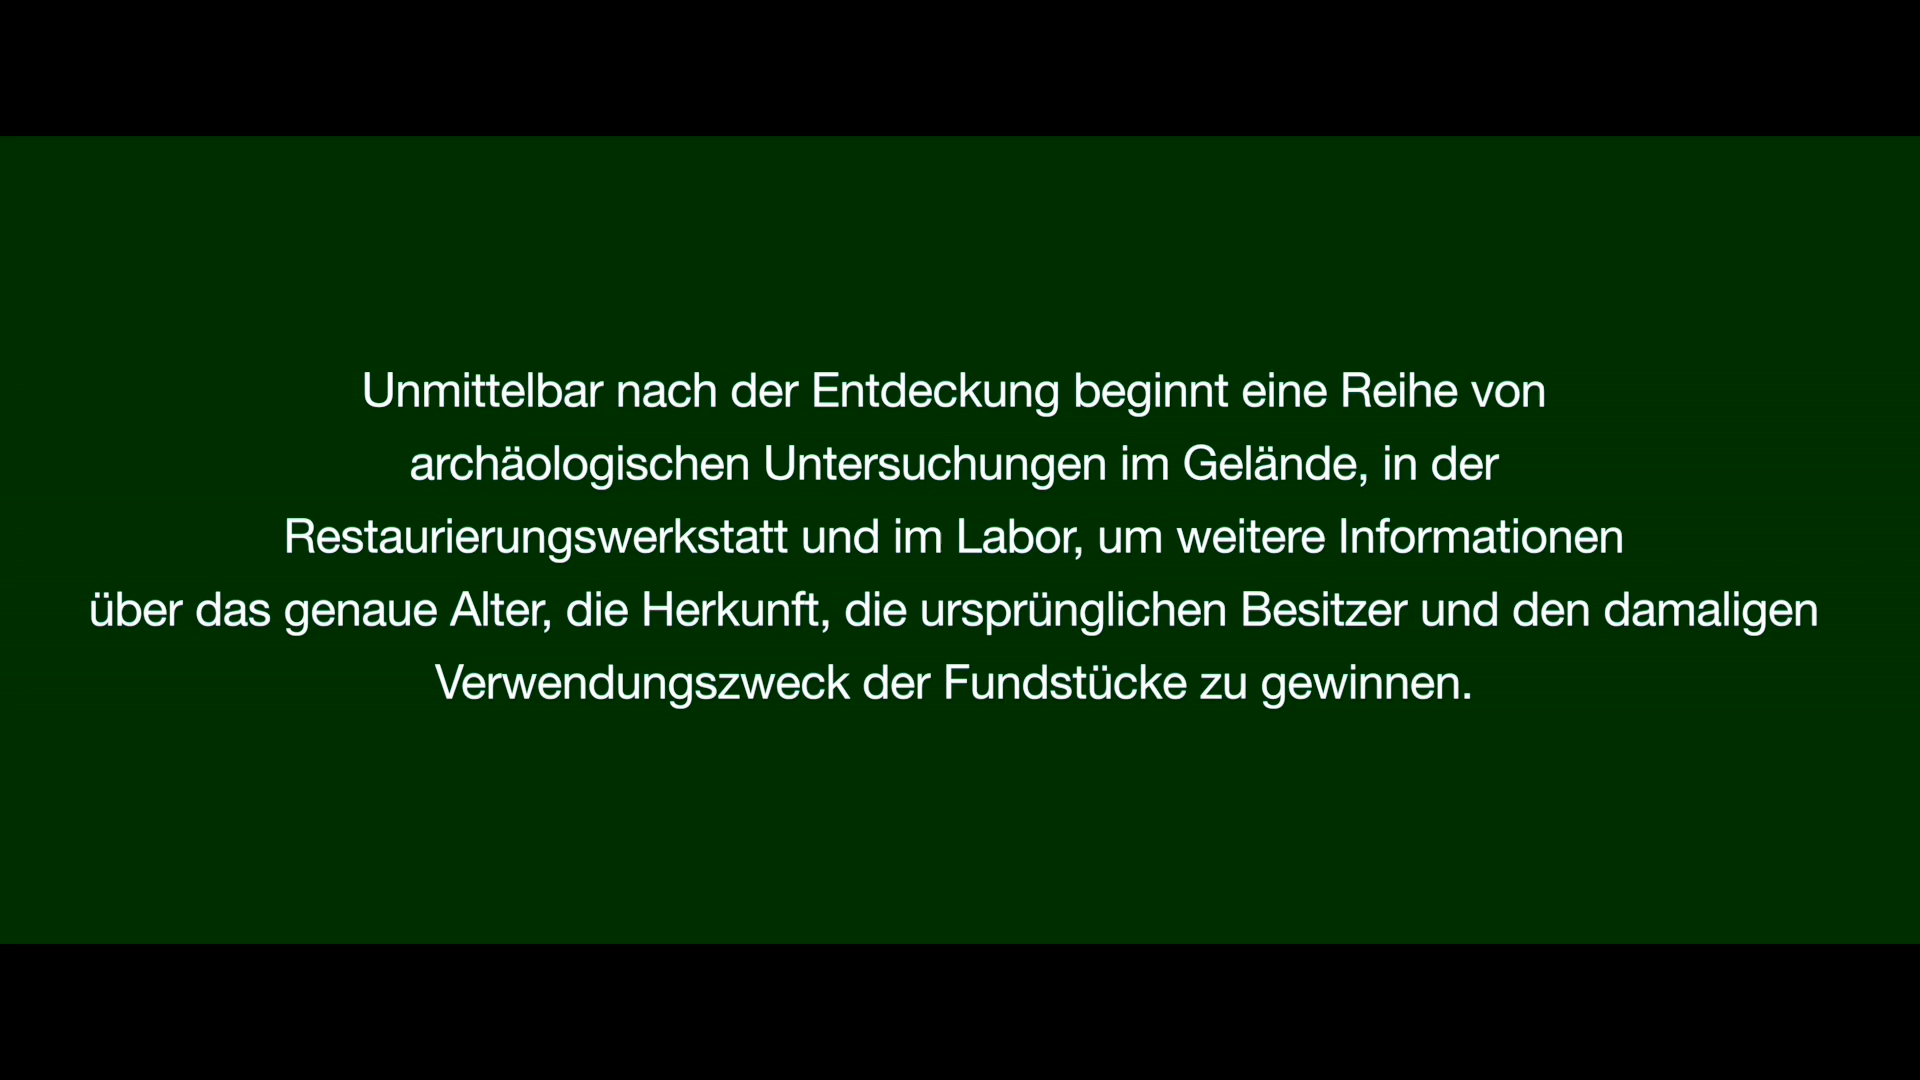 Unmittelbar nach der Entdeckung beginnt eine Reihe von
archäologischen Untersuchungen im Gelände, in der
Restaurierungswerkstatt und im Labor, um weitere Informationen
über das genaue Alter, die Herkunft, die ursprünglichen Besitzer und den damaligen
Verwendungszweck der Fundstücke zu gewinnen.